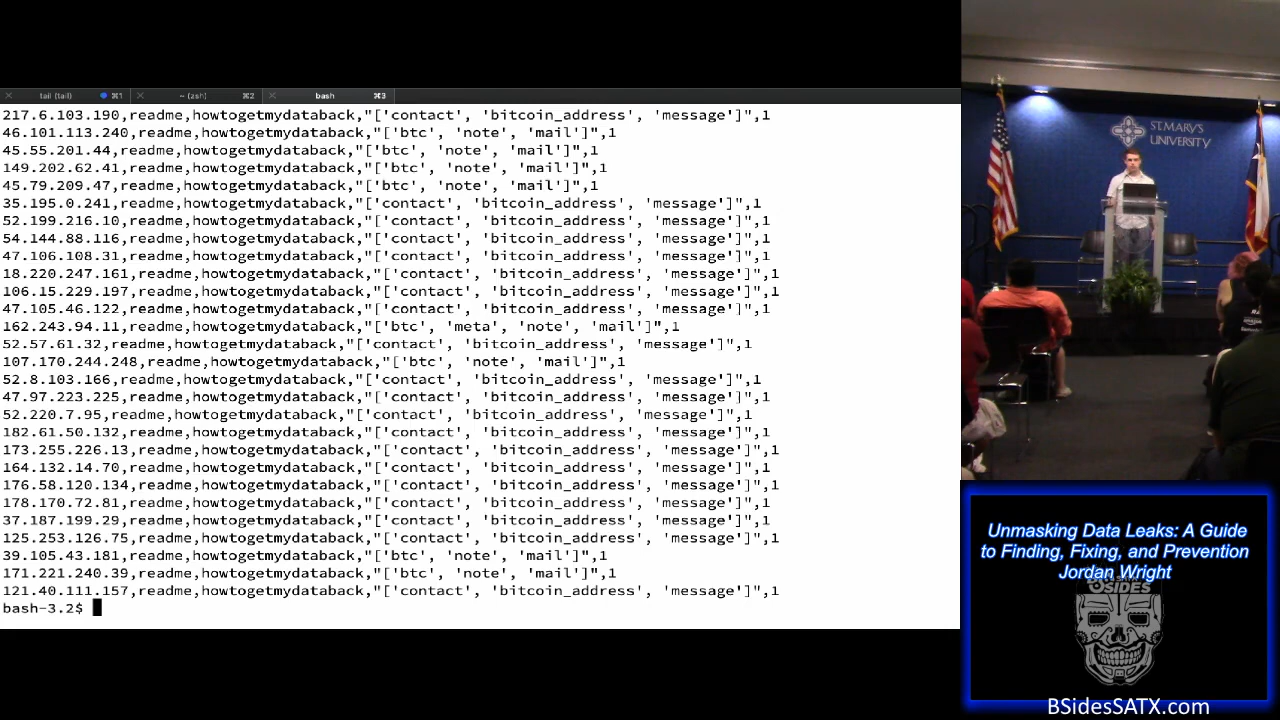 tail (tail) ⌘1 ~ (zsh) ⌘2 bash ⌘3
217.6.103.190,readme,howtogetmydataback,"['contact', 'bitcoin_address', 'message']",1
46.101.113.240,readme,howtogetmydataback,"['btc', 'note', 'mail']",1
45.55.201.44,readme,howtogetmydataback,"['btc', 'note', 'mail']",1
149.202.62.41,readme,howtogetmydataback,"['btc', 'note', 'mail']",1
45.79.209.47,readme,howtogetmydataback,"['btc', 'note', 'mail']",1
35.195.0.241,readme,howtogetmydataback,"['contact', 'bitcoin_address', 'message']",1
52.199.216.10,readme,howtogetmydataback,"['contact', 'bitcoin_address', 'message']",1
54.144.88.116,readme,howtogetmydataback,"['contact', 'bitcoin_address', 'message']",1
47.106.108.31,readme,howtogetmydataback,"['contact', 'bitcoin_address', 'message']",1
18.220.247.161,readme,howtogetmydataback,"['contact', 'bitcoin_address', 'message']",1
106.15.229.197,readme,howtogetmydataback,"['contact', 'bitcoin_address', 'message']",1
47.105.46.122,readme,howtogetmydataback,"['contact', 'bitcoin_address', 'message']",1
162.243.94.11,readme,howtogetmydataback,"['btc', 'meta', 'note', 'mail']",1
52.57.61.32,readme,howtogetmydataback,"['contact', 'bitcoin_address', 'message']",1
107.170.244.248,readme,howtogetmydataback,"['btc', 'note', 'mail']",1
52.8.103.166,readme,howtogetmydataback,"['contact', 'bitcoin_address', 'message']",1
47.97.223.225,readme,howtogetmydataback,"['contact', 'bitcoin_address', 'message']",1
52.220.7.95,readme,howtogetmydataback,"['contact', 'bitcoin_address', 'message']",1
182.61.50.132,readme,howtogetmydataback,"['contact', 'bitcoin_address', 'message']",1
173.255.226.13,readme,howtogetmydataback,"['contact', 'bitcoin_address', 'message']",1
164.132.14.70,readme,howtogetmydataback,"['contact', 'bitcoin_address', 'message']",1
176.58.120.134,readme,howtogetmydataback,"['contact', 'bitcoin_address', 'message']",1
178.170.72.81,readme,howtogetmydataback,"['contact', 'bitcoin_address', 'message']",1
37.187.199.29,readme,howtogetmydataback,"['contact', 'bitcoin_address', 'message']",1
125.253.126.75,readme,howtogetmydataback,"['contact', 'bitcoin_address', 'message']",1
39.105.43.181,readme,howtogetmydataback,"['btc', 'note', 'mail']",1
171.221.240.39,readme,howtogetmydataback,"['btc', 'note', 'mail']",1
121.40.111.157,readme,howtogetmydataback,"['contact', 'bitcoin_address', 'message']",1
bash-3.2$
ST. MARY'S
UNIVERSITY
Unmasking Data Leaks: A Guide
to Finding, Fixing, and Prevention
Jordan Wright
BSIDES
BSidesSATX.com